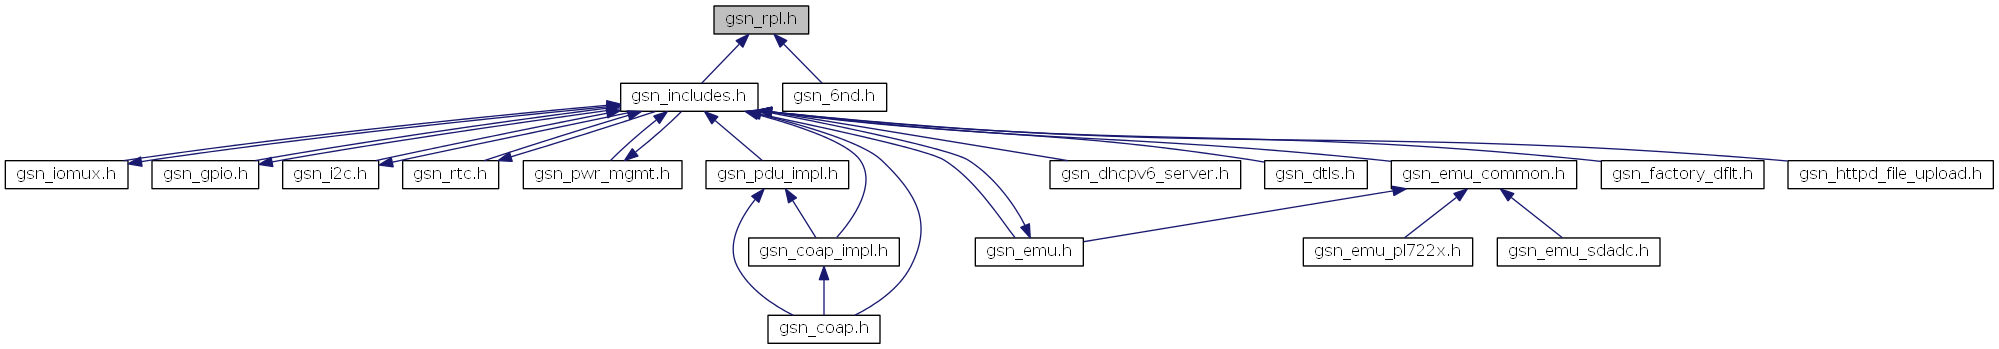 gsn_rpl.h
gsn_includes.h
gsn_6nd.h
gsn_iomux.h
gsn_gpio.h
gsn_i2c.h
gsn_rtc.h
gsn_pwr_mgmt.h
gsn_pdu_impl.h
gsn_dhcpv6_server.h
gsn_dtls.h
gsn_emu_common.h
gsn_factory_dflt.h
gsn_httpd_file_upload.h
gsn_coap_impl.h
gsn_emu.h
gsn_emu_pl722x.h
gsn_emu_sdadc.h
gsn_coap.h